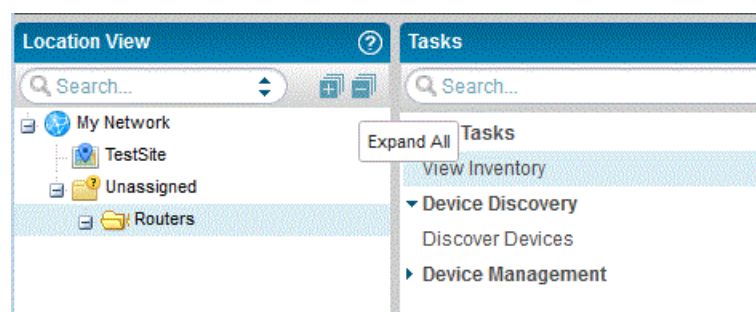 Location View
Search...
My Network
TestSite
Unassigned
Routers
Expand All
Tasks
Search...
Tasks
View Inventory
Device Discovery
Discover Devices
Device Management